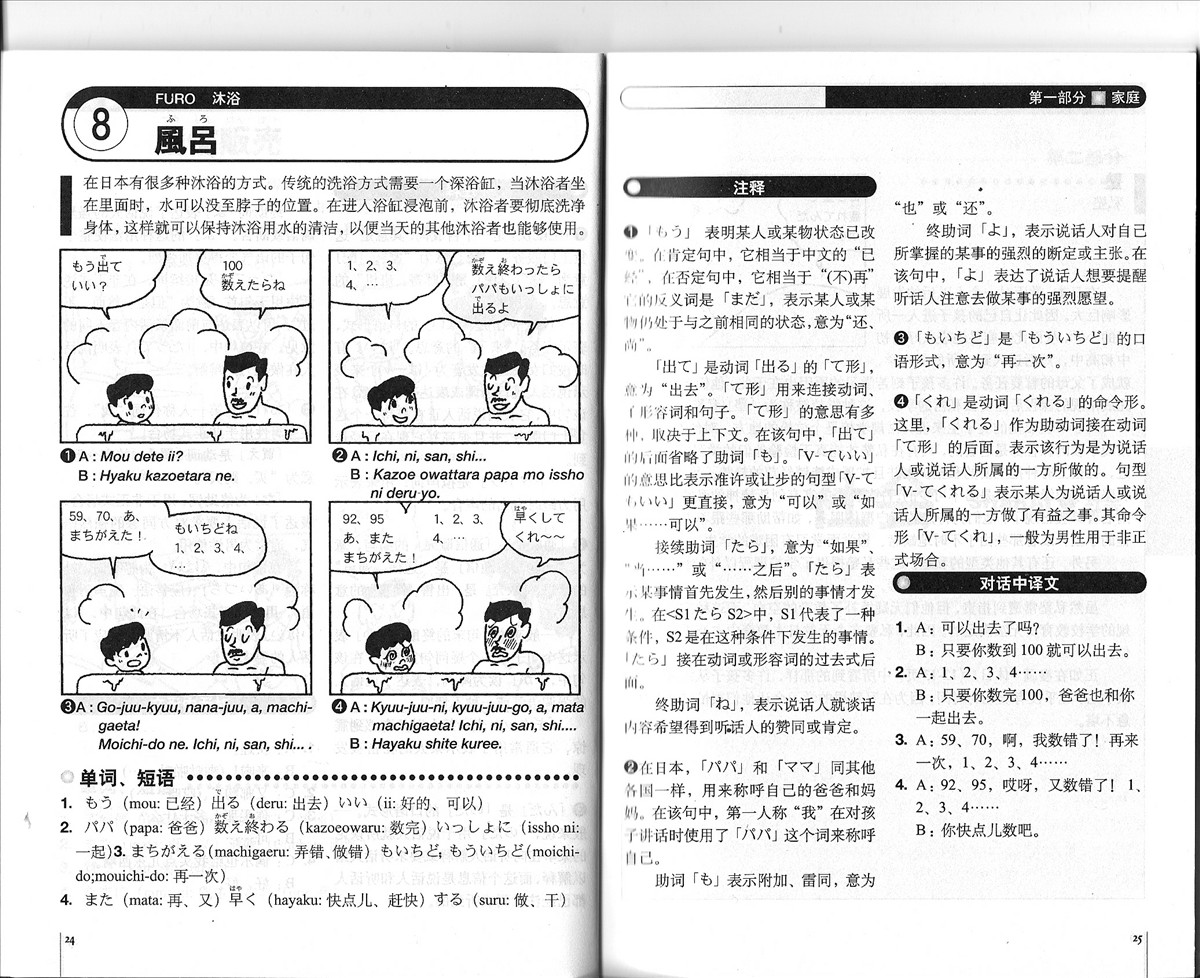 FURO 沐浴
8
ふろ
風呂
在日本有很多种沐浴的方式。传统的洗浴方式需要一个深浴缸，当沐浴者坐
在里面时，水可以没至脖子的位置。在进入浴缸浸泡前，沐浴者要彻底洗净
身体，这样就可以保持沐浴用水的清洁，以便当天的其他沐浴者也能够使用。
もう出て
いい？
100
数えたらね
1、2、3、
4、…
数え終わったら
パパもいっしょに
出るよ
❶ A : Mou dete ii?
B : Hyaku kazoetara ne.
❷ A : Ichi, ni, san, shi...
B : Kazoe owattara papa mo issho
ni deru yo.
59、70、あ、
まちがえた！
もいちどね
1、2、3、4、
…
92、95
あ、また
まちがえた！
1、2、3、
4、…
早くして
くれ～～
❸ A : Go-juu-kyuu, nana-juu, a, machi-
gaeta!
Moichi-do ne. Ichi, ni, san, shi... .
❹ A : Kyuu-juu-ni, kyuu-juu-go, a, mata
machigaeta! Ichi, ni, san, shi....
B : Hayaku shite kuree.
单词、短语
1. もう（mou: 已经）出る（deru: 出去）いい（ii: 好的、可以）
2. パパ（papa: 爸爸）数え終わる（kazoeowaru: 数完）いっしょに（issho ni:
一起）3. まちがえる（machigaeru: 弄错、做错）もいちど；もういちど（moichi-
do;mouichi-do: 再一次）
4. また（mata: 再、又）早く（hayaku: 快点儿、赶快）する（suru: 做、干）
24
第一部分 家庭
注释
❶「もう」 表明某人或某物状态已改
变。在肯定句中，它相当于中文的“已
经”，在否定句中，它相当于“(不)再”
它的反义词是「まだ」，表示某人或某
物仍处于与之前相同的状态，意为“还、
尚”。
「出て」是动词「出る」的「て形」，
意为“出去”。「て形」用来连接动词、
形容词和句子。「て形」的意思有多
种，取决于上下文。在该句中，「出て」
的后面省略了助词「も」。「V-ていい」
的意思比表示准许或让步的句型「V-て
もいい」更直接，意为“可以”或“如
果……可以”。
接续助词「たら」，意为“如果”、
“当……”或“……之后”。「たら」表
示某事情首先发生，然后别的事情才发
生。在<S1たら S2>中，S1代表了一种
条件，S2是在这种条件下发生的事情。
「たら」接在动词或形容词的过去式后
面。
终助词「ね」，表示说话人就谈话
内容希望得到听话人的赞同或肯定。
❷在日本，「パパ」和「ママ」同其他
各国一样，用来称呼自己的爸爸和妈
妈。在该句中，第一人称“我”在对孩
子讲话时使用了「パパ」这个词来称呼
自己。
助词「も」表示附加、雷同，意为
“也”或“还”。
终助词「よ」，表示说话人对自己
所掌握的某事的强烈的断定或主张。在
该句中，「よ」表达了说话人想要提醒
听话人注意去做某事的强烈愿望。
❸「もいちど」是「もういちど」的口
语形式，意为“再一次”。
❹「くれ」是动词「くれる」的命令形。
这里，「くれる」作为助动词接在动词
「て形」的后面。表示该行为是为说话
人或说话人所属的一方所做的。句型
「V-てくれる」表示某人为说话人或说
话人所属的一方做了有益之事。其命令
形「V-てくれ」，一般为男性用于非正
式场合。
对话中译文
1. A：可以出去了吗？
B：只要你数到100就可以出去。
2. A：1、2、3、4……
B：只要你数完100，爸爸也和你
一起出去。
3. A：59、70，啊，我数错了！再来
一次，1、2、3、4……
4. A：92、95，哎呀，又数错了！1、
2、3、4……
B：你快点儿数吧。
25